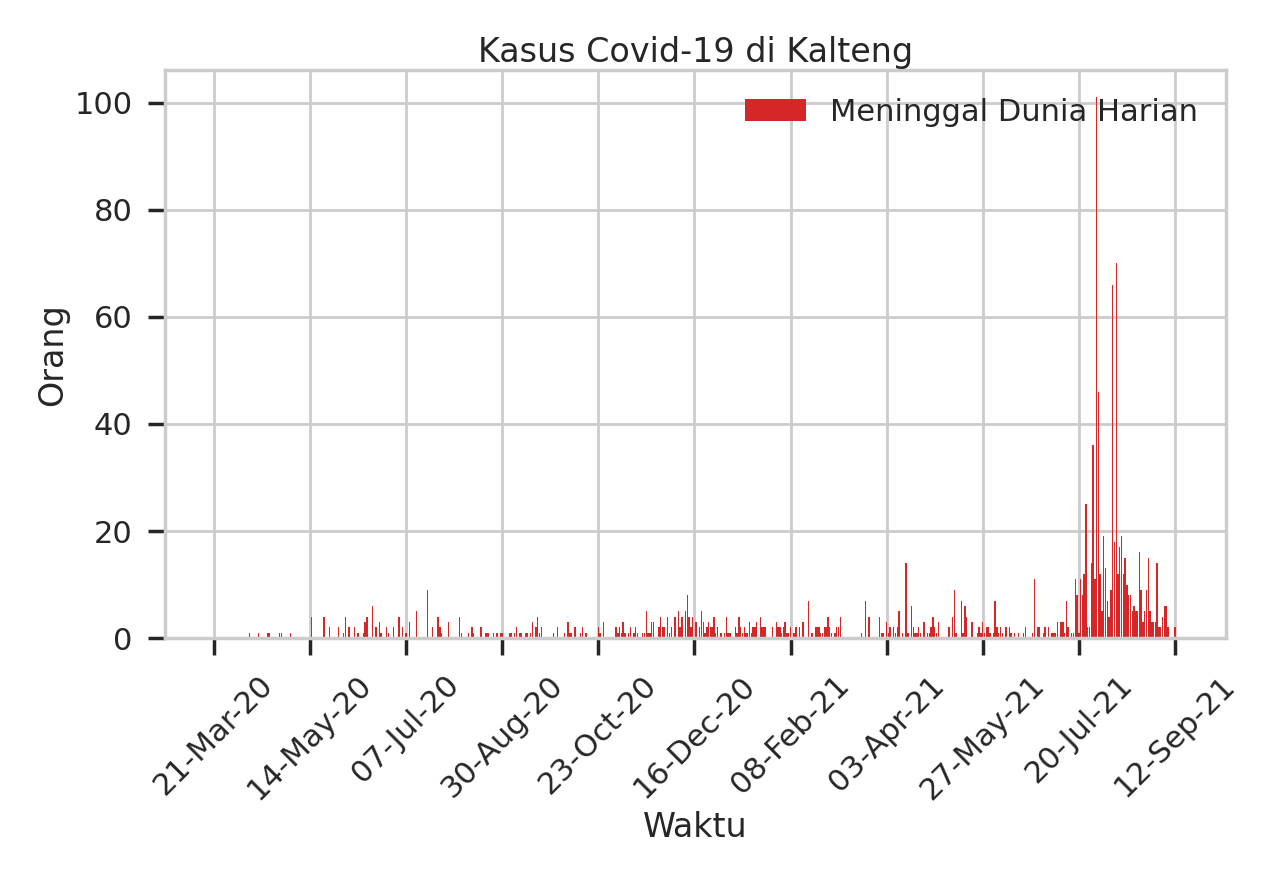 Kasus Covid-19 di Kalteng
Meninggal Dunia Harian
Orang
100
80
60
40
20
0
21-Mar-20
14-May-20
07-Jul-20
30-Aug-20
23-Oct-20
16-Dec-20
08-Feb-21
03-Apr-21
27-May-21
20-Jul-21
12-Sep-21
Waktu